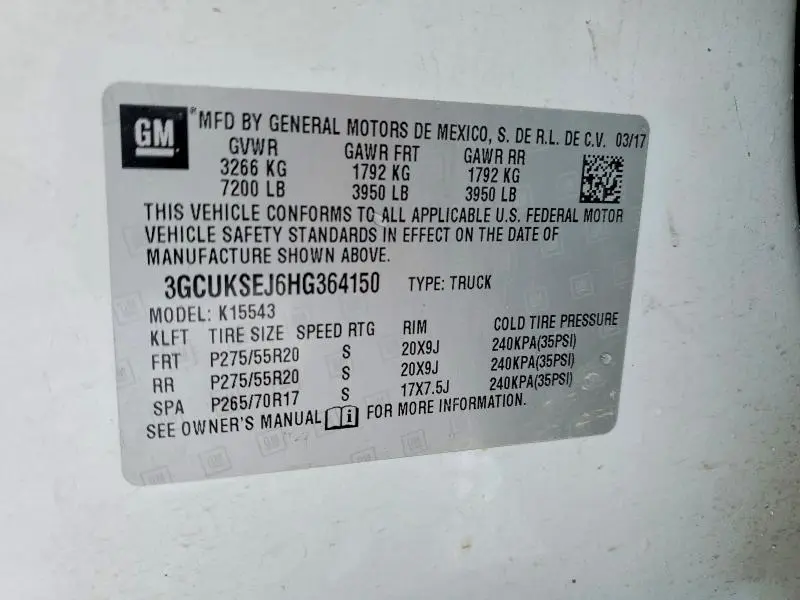 GM
®MFD BY GENERAL MOTORS DE MEXICO, S. DE R.L. DE C.V. 03/17
GVWR GAWR FRT GAWR RR
3266 KG 1792 KG 1792 KG
7200 LB 3950 LB 3950 LB
THIS VEHICLE CONFORMS TO ALL APPLICABLE U.S. FEDERAL MOTOR
VEHICLE SAFETY STANDARDS IN EFFECT ON THE DATE OF
MANUFACTURE SHOWN ABOVE.
3GCUKSEJ6HG364150 TYPE: TRUCK
MODEL: K15543
KLFT TIRE SIZE SPEED RTG RIM COLD TIRE PRESSURE
FRT P275/55R20 S 20X9J 240KPA(35PSI)
RR P275/55R20 S 20X9J 240KPA(35PSI)
SPA P265/70R17 S 17X7.5J 240KPA(35PSI)
SEE OWNER'S MANUAL i FOR MORE INFORMATION.